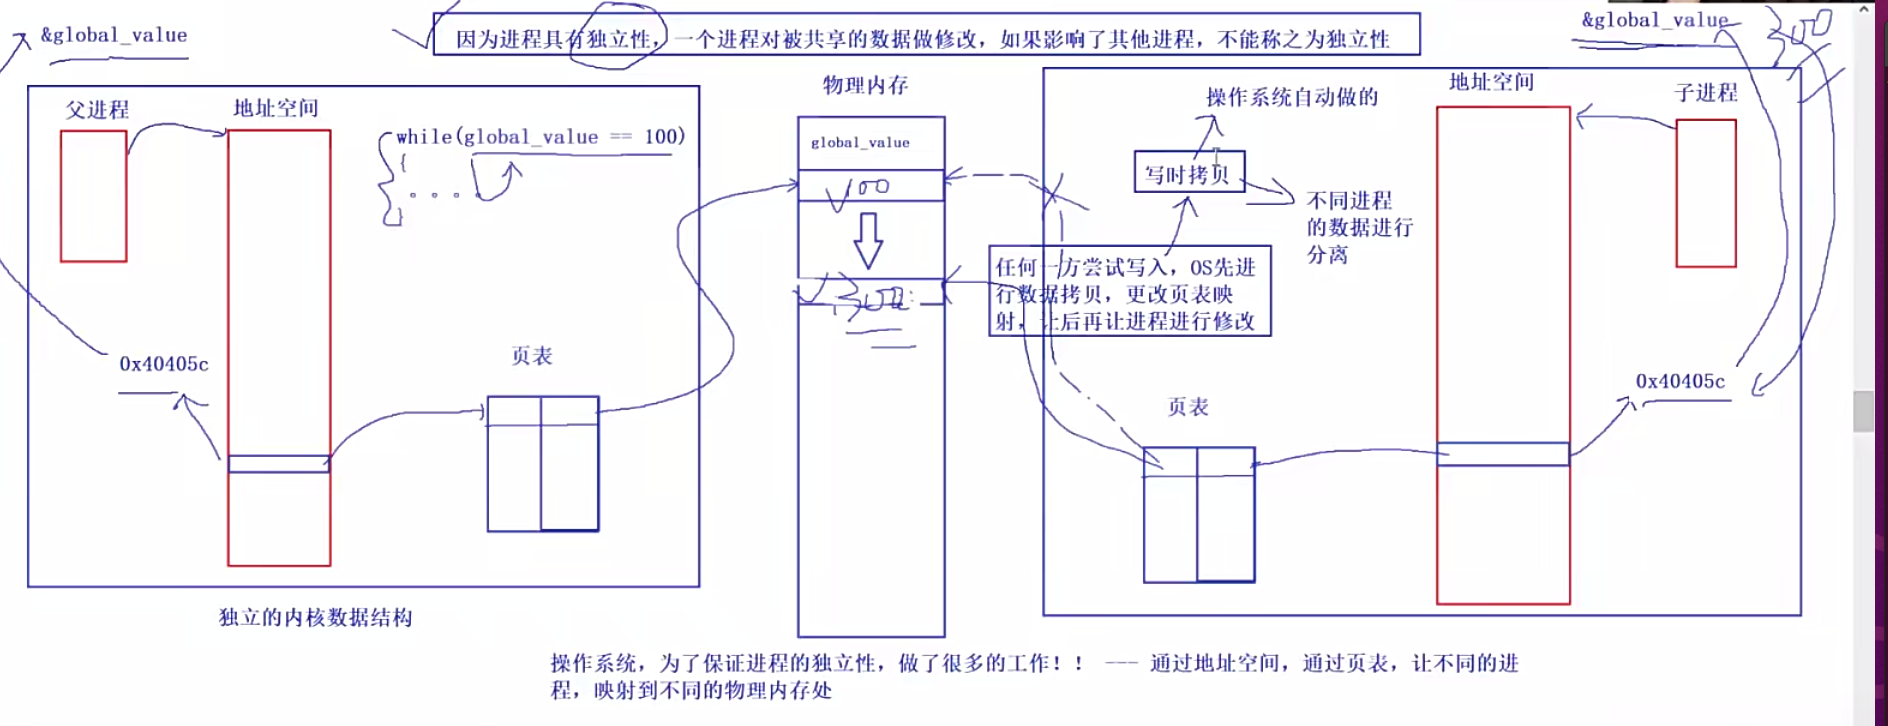 &global_value
因为进程具有独立性，一个进程对被共享的数据做修改，如果影响了其他进程，不能称之为独立性
&global_value
300
父进程
地址空间
while(global_value == 100)
{
. . . .
}
0x40405c
页表
独立的内核数据结构
物理内存
global_value
100
300
操作系统自动做的
写时拷贝
不同进程
的数据进行
分离
任何一方尝试写入，OS先进
行数据拷贝，更改页表映
射，让后再让进程进行修改
页表
地址空间
子进程
0x40405c
操作系统，为了保证进程的独立性，做了很多的工作！！ --- 通过地址空间，通过页表，让不同的进
程，映射到不同的物理内存处